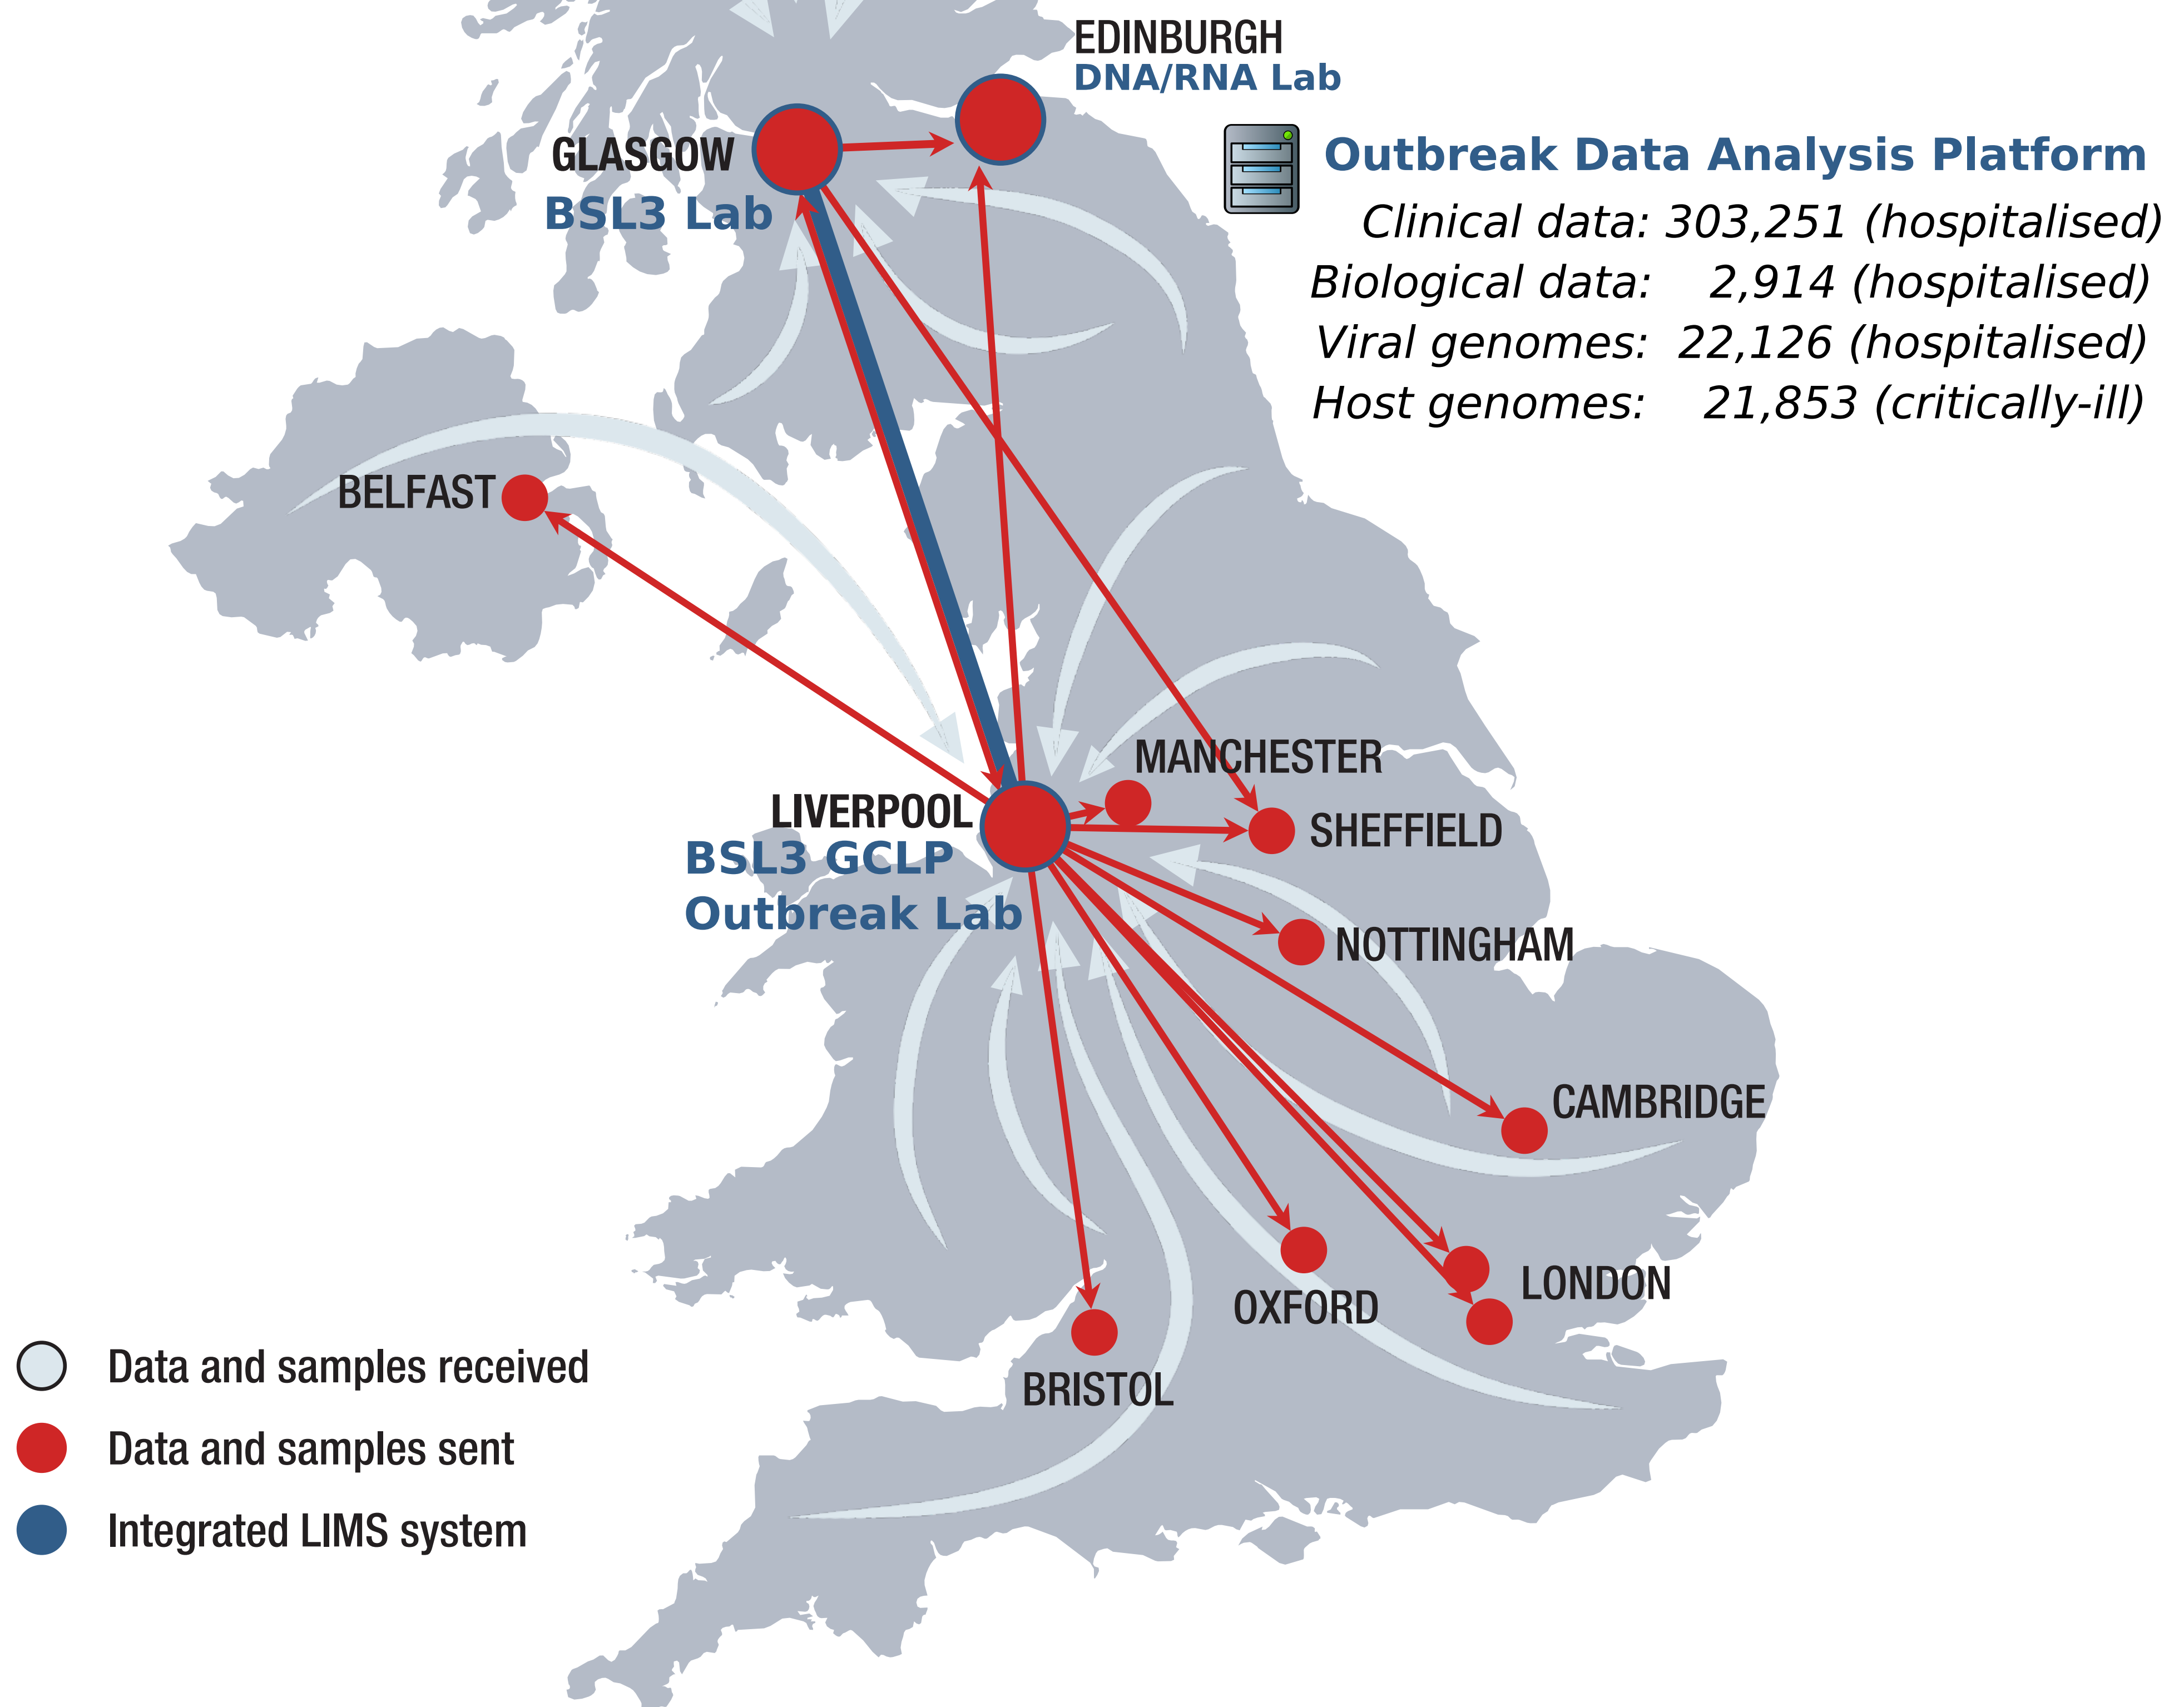 EDINBURGH
DNA/RNA Lab
GLASGOW
BSL3 Lab
Outbreak Data Analysis Platform
Clinical data: 303,251 (hospitalised)
Biological data: 2,914 (hospitalised)
Viral genomes: 22,126 (hospitalised)
Host genomes: 21,853 (critically-ill)
BELFAST
MANCHESTER
LIVERPOOL
BSL3 GCLP
Outbreak Lab
SHEFFIELD
NOTTINGHAM
CAMBRIDGE
LONDON
OXFORD
BRISTOL
Data and samples received
Data and samples sent
Integrated LIMS system